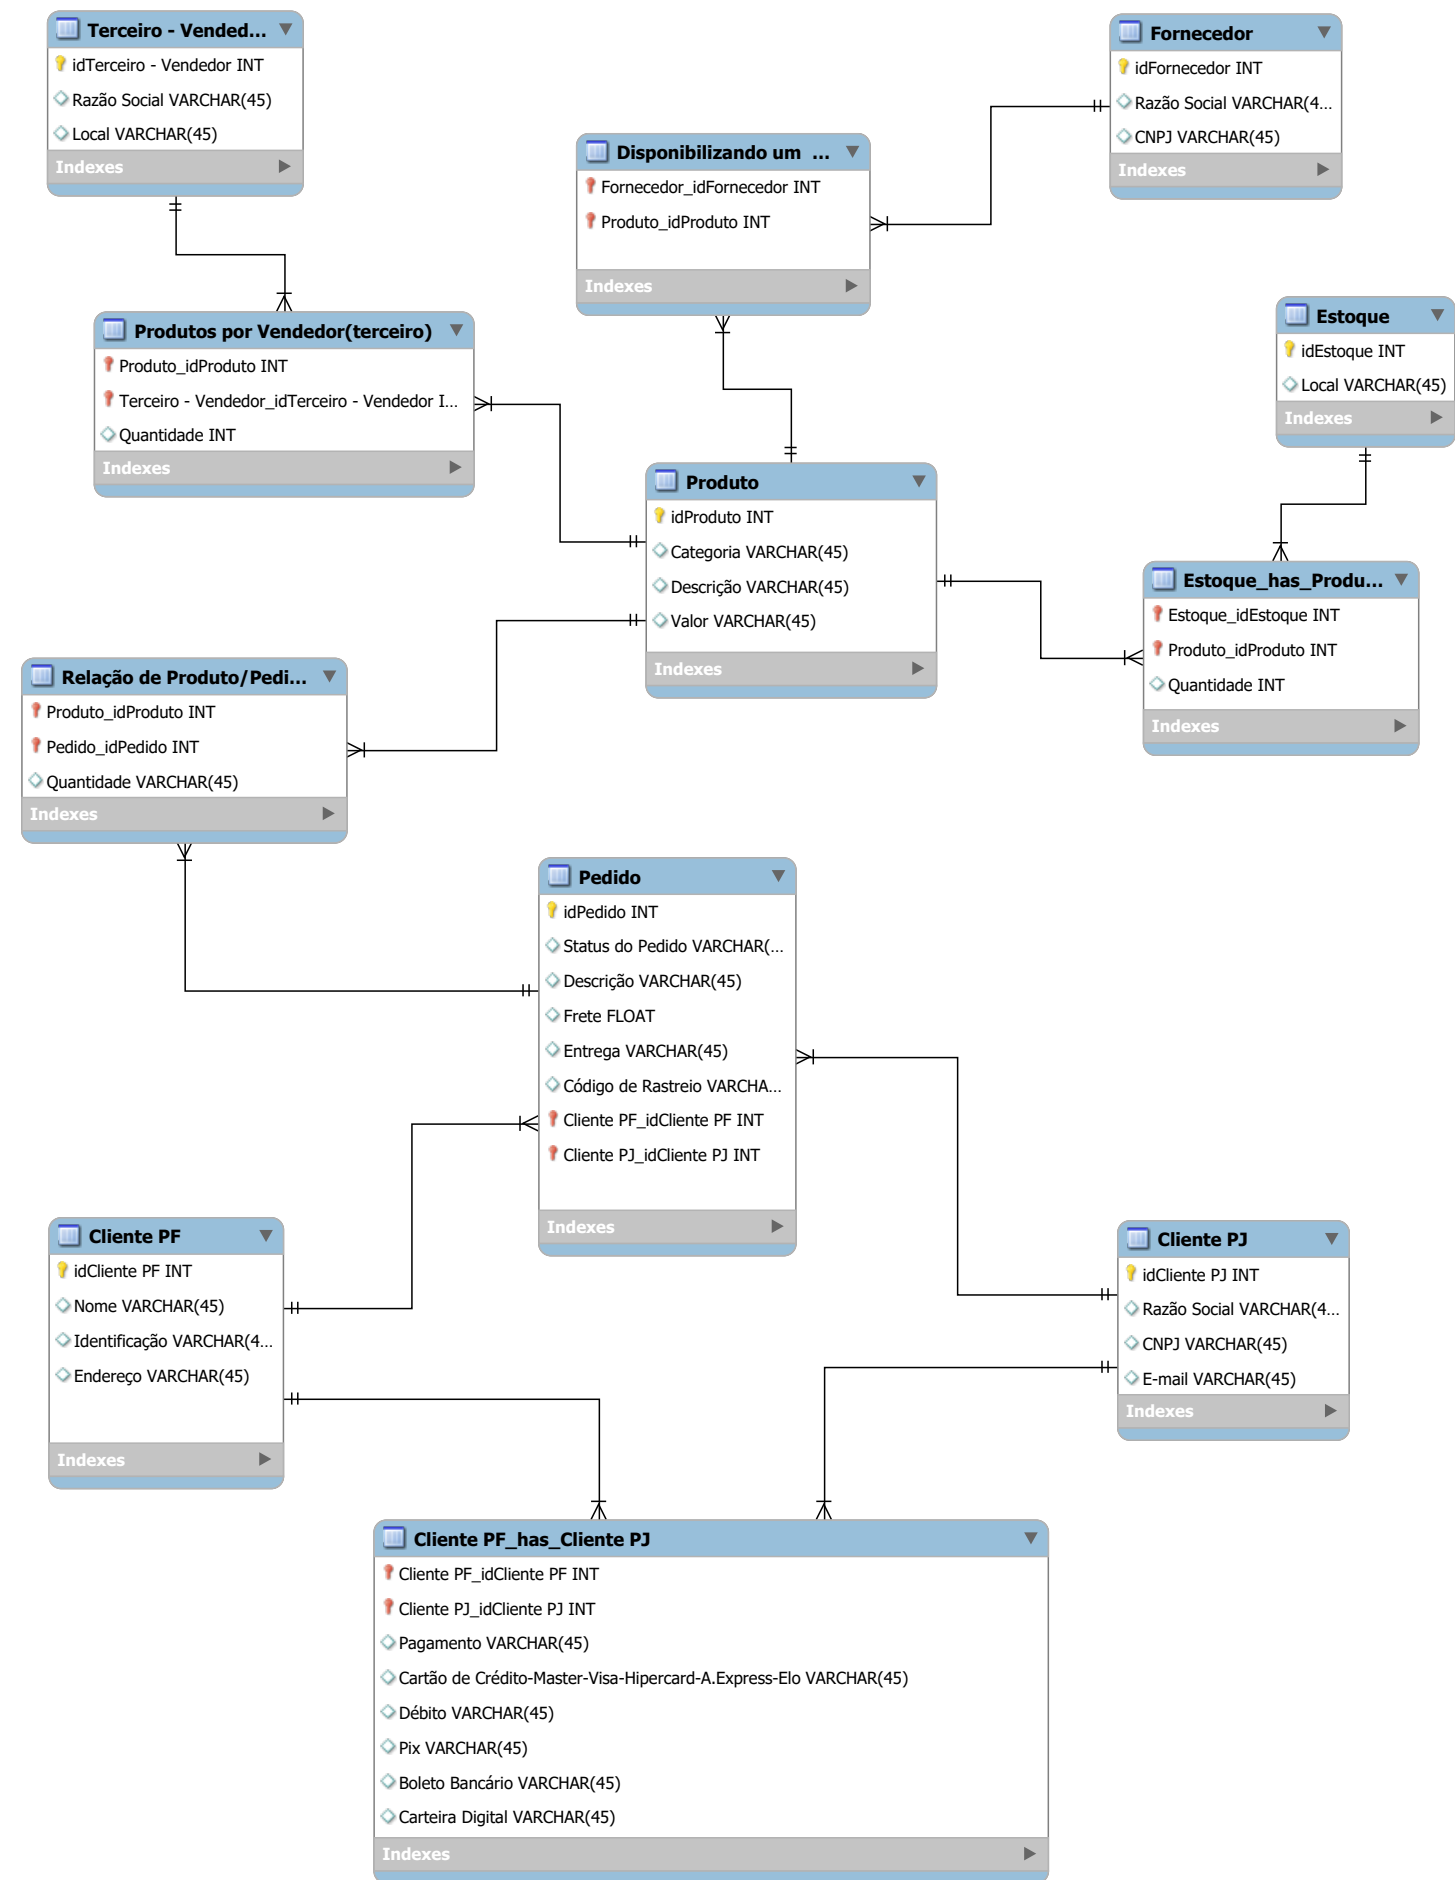 Terceiro - Vended...
idTerceiro - Vendedor INT
Razão Social VARCHAR(45)
Local VARCHAR(45)
Indexes
Fornecedor
idFornecedor INT
Razão Social VARCHAR(4...
CNPJ VARCHAR(45)
Indexes
Disponibilizando um ...
Fornecedor_idFornecedor INT
Produto_idProduto INT
Indexes
Produtos por Vendedor(terceiro)
Produto_idProduto INT
Terceiro - Vendedor_idTerceiro - Vendedor I...
Quantidade INT
Indexes
Estoque
idEstoque INT
Local VARCHAR(45)
Indexes
Produto
idProduto INT
Categoria VARCHAR(45)
Descrição VARCHAR(45)
Valor VARCHAR(45)
Indexes
Estoque_has_Produ...
Estoque_idEstoque INT
Produto_idProduto INT
Quantidade INT
Indexes
Relação de Produto/Pedi...
Produto_idProduto INT
Pedido_idPedido INT
Quantidade VARCHAR(45)
Indexes
Pedido
idPedido INT
Status do Pedido VARCHAR(...
Descrição VARCHAR(45)
Frete FLOAT
Entrega VARCHAR(45)
Código de Rastreio VARCHA...
Cliente PF_idCliente PF INT
Cliente PJ_idCliente PJ INT
Indexes
Cliente PF
idCliente PF INT
Nome VARCHAR(45)
Identificação VARCHAR(4...
Endereço VARCHAR(45)
Indexes
Cliente PJ
idCliente PJ INT
Razão Social VARCHAR(4...
CNPJ VARCHAR(45)
E-mail VARCHAR(45)
Indexes
Cliente PF_has_Cliente PJ
Cliente PF_idCliente PF INT
Cliente PJ_idCliente PJ INT
Pagamento VARCHAR(45)
Cartão de Crédito-Master-Visa-Hipercard-A.Express-Elo VARCHAR(45)
Débito VARCHAR(45)
Pix VARCHAR(45)
Boleto Bancário VARCHAR(45)
Carteira Digital VARCHAR(45)
Indexes